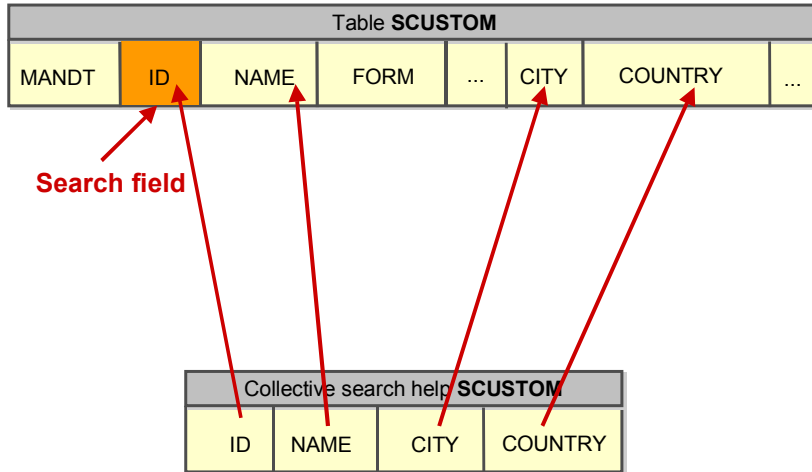 Table SCUSTOM
MANDT ID NAME FORM ... CITY COUNTRY ...
Search field
Collective search help SCUSTOM
ID NAME CITY COUNTRY